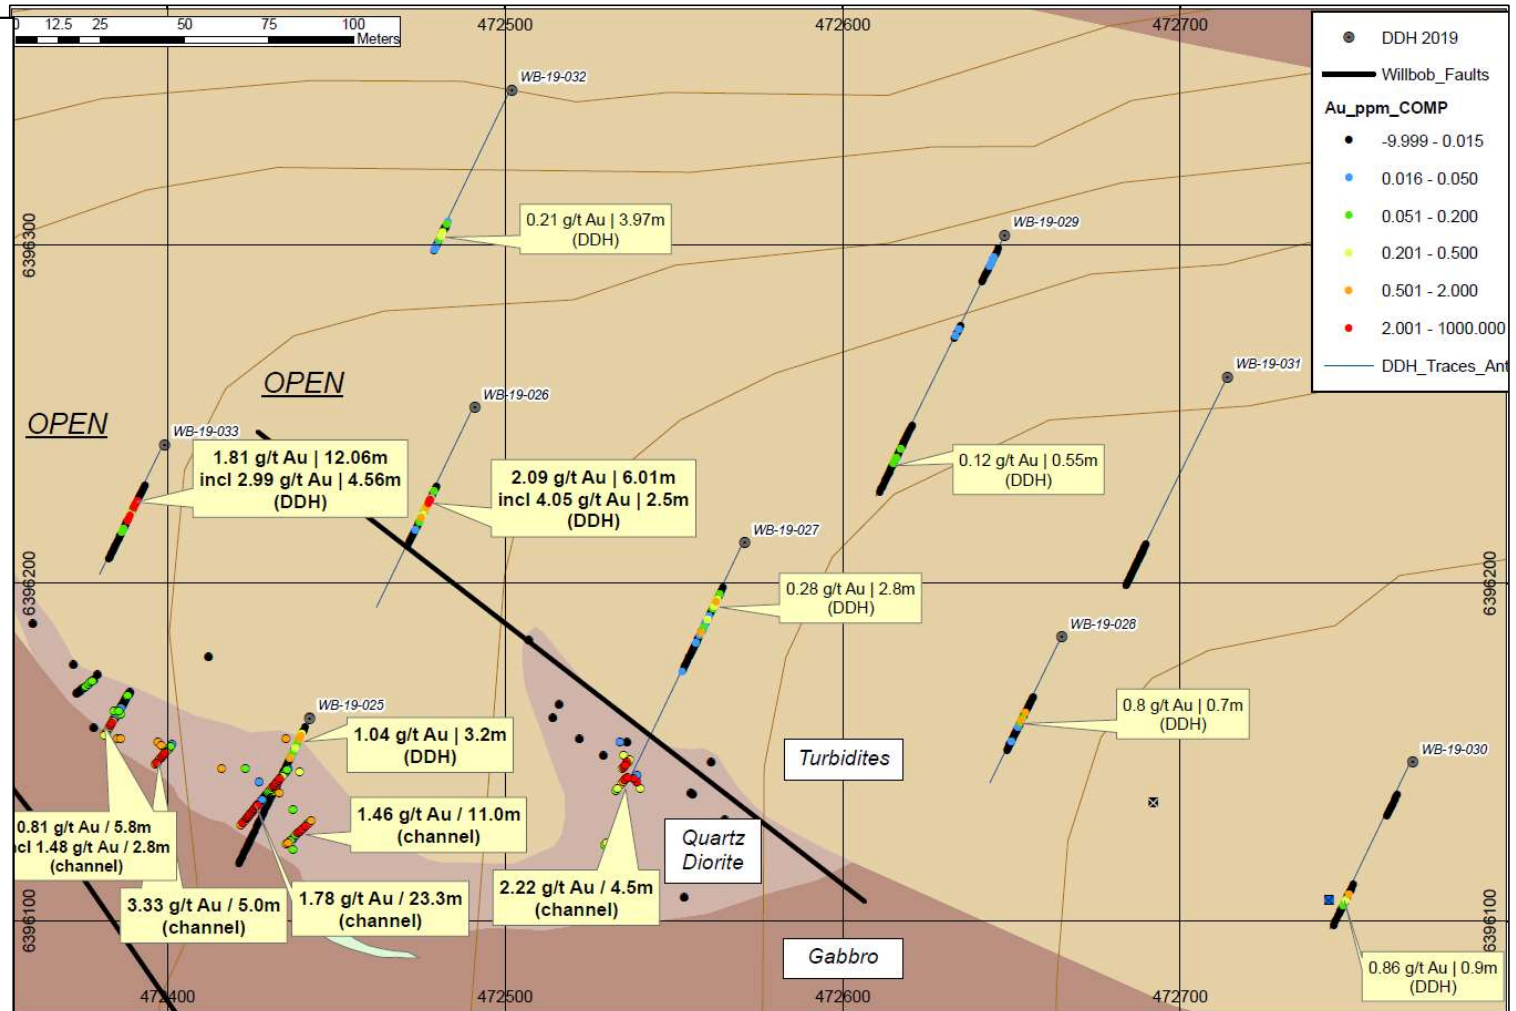 0 12.5 25 50 75 100
Meters
472500
472600
472700
DDH 2019
Willbob_Faults
Au_ppm_COMP
-9.999 - 0.015
0.016 - 0.050
0.051 - 0.200
0.201 - 0.500
0.501 - 2.000
2.001 - 1000.000
DDH_Traces_Ant
WB-19-032
0.21 g/t Au | 3.97m
(DDH)
WB-19-029
6396300
WB-19-031
OPEN
OPEN
WB-19-026
WB-19-033
1.81 g/t Au | 12.06m
incl 2.99 g/t Au | 4.56m
(DDH)
2.09 g/t Au | 6.01m
incl 4.05 g/t Au | 2.5m
(DDH)
0.12 g/t Au | 0.55m
(DDH)
WB-19-027
6396200
6396200
0.28 g/t Au | 2.8m
(DDH)
WB-19-028
WB-19-025
1.04 g/t Au | 3.2m
(DDH)
0.8 g/t Au | 0.7m
(DDH)
Turbidites
WB-19-030
0.81 g/t Au / 5.8m
cl 1.48 g/t Au / 2.8m
(channel)
1.46 g/t Au / 11.0m
(channel)
Quartz
Diorite
3.33 g/t Au / 5.0m
(channel)
1.78 g/t Au / 23.3m
(channel)
2.22 g/t Au / 4.5m
(channel)
6396100
6396100
Gabbro
0.86 g/t Au | 0.9m
(DDH)
472400
472500
472600
472700